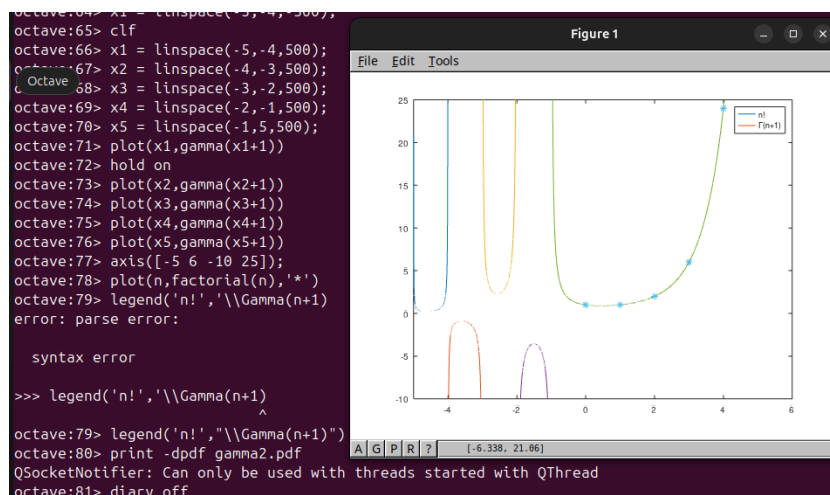 octave:64> x1 = linspace(-5,-4,-500);
octave:65> clf
octave:66> x1 = linspace(-5,-4,500);
octave:67> x2 = linspace(-4,-3,500);
Octave
68> x3 = linspace(-3,-2,500);
octave:69> x4 = linspace(-2,-1,500);
octave:70> x5 = linspace(-1,5,500);
octave:71> plot(x1,gamma(x1+1))
octave:72> hold on
octave:73> plot(x2,gamma(x2+1))
octave:74> plot(x3,gamma(x3+1))
octave:75> plot(x4,gamma(x4+1))
octave:76> plot(x5,gamma(x5+1))
octave:77> axis([-5 6 -10 25]);
octave:78> plot(n,factorial(n),'*')
octave:79> legend('n!','\\Gamma(n+1)
error: parse error:
syntax error
>>> legend('n!','\\Gamma(n+1)
^
octave:79> legend('n!',"\\Gamma(n+1)")
octave:80> print -dpdf gamma2.pdf
QSocketNotifier: Can only be used with threads started with QThread
octave:81> diary off
Figure 1
File Edit Tools
25
20
15
10
5
0
-5
-10
-4 -2 0 2 4 6
n!
Γ(n+1)
A G P R ? [-6.338, 21.06]